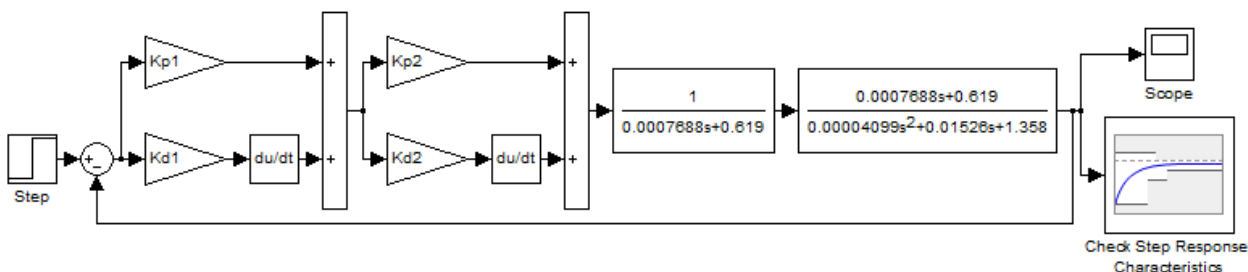 Kp1
Kp2
+
+
1
0.0007688s+0.619
0.0007688s+0.619
0.00004099s²+0.01526s+1.358
Scope
Step
+
−
Kd1
du/dt
+
Kd2
du/dt
+
Check Step Response
Characteristics